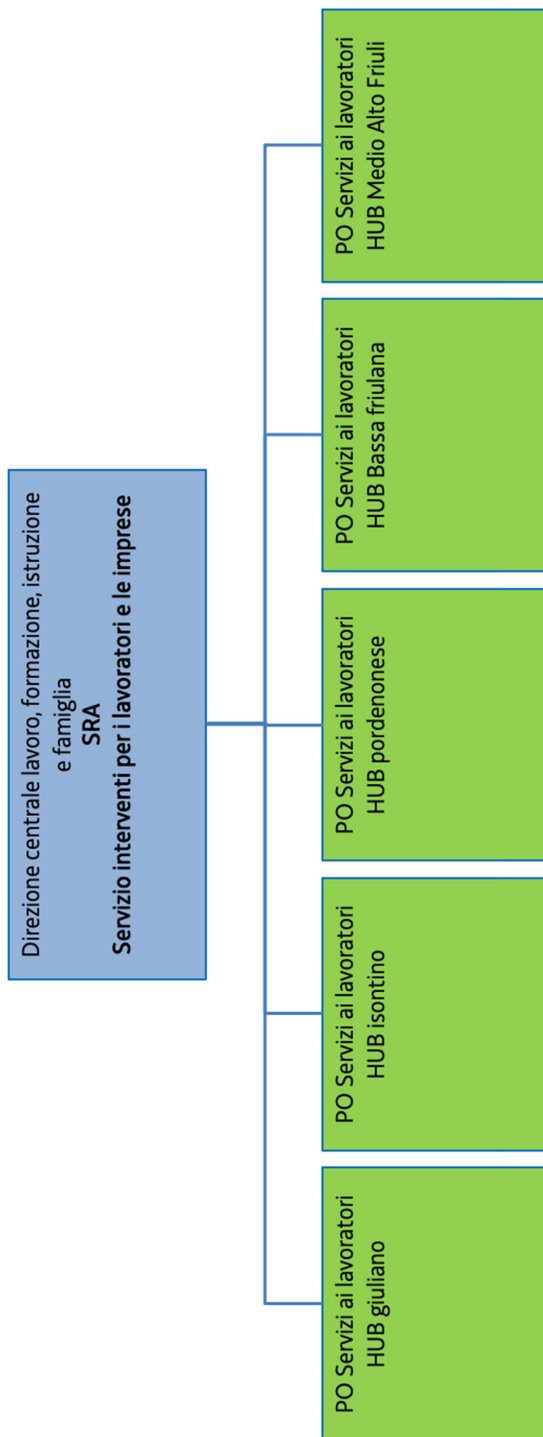 Direzione centrale lavoro, formazione, istruzione
e famiglia
SRA
Servizio interventi per i lavoratori e le imprese
PO Servizi ai lavoratori
HUB giuliano
PO Servizi ai lavoratori
HUB isontino
PO Servizi ai lavoratori
HUB pordenonese
PO Servizi ai lavoratori
HUB Bassa friulana
PO Servizi ai lavoratori
HUB Medio Alto Friuli